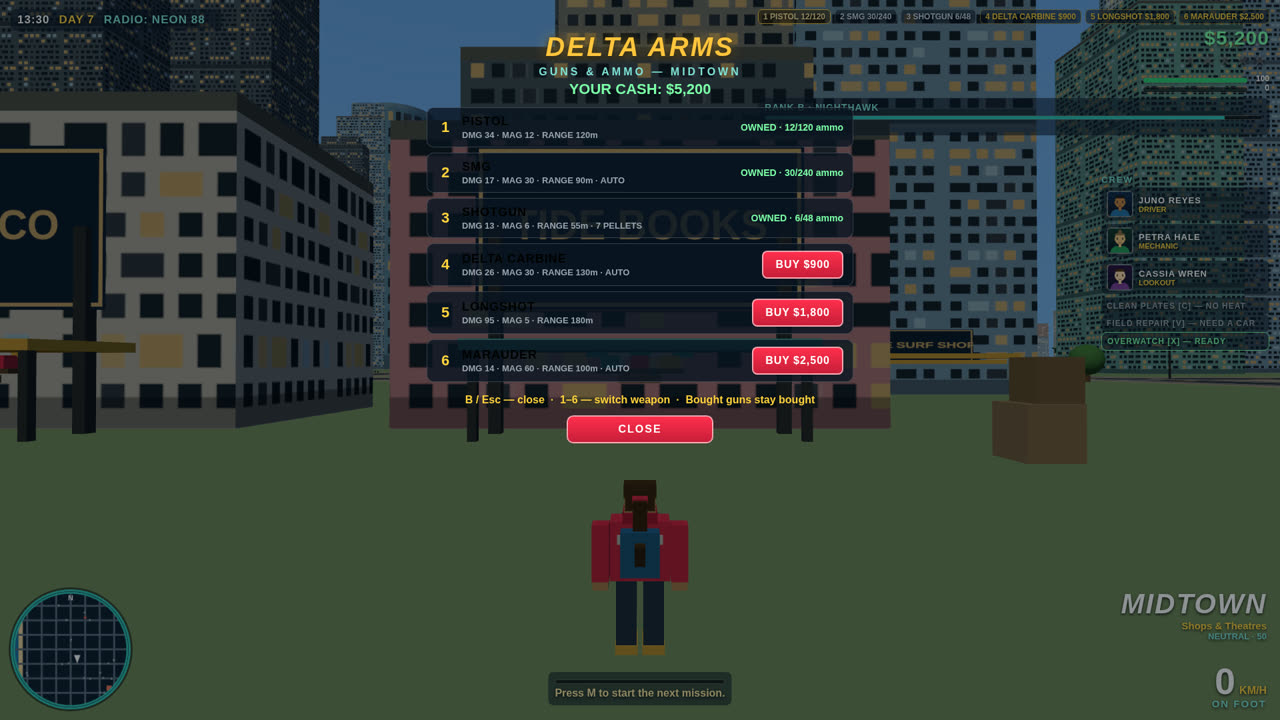 13:30 DAY 7 RADIO: NEON 88
1 PISTOL 12/120 2 SMG 30/240 3 SHOTGUN 6/48 4 DELTA CARBINE $900 5 LONGSHOT $1,800 6 MARAUDER $2,500
$5,200
100
0
DELTA ARMS
GUNS & AMMO — MIDTOWN
YOUR CASH: $5,200
RANK B · NIGHTHAWK
1 PISTOL
DMG 34 · MAG 12 · RANGE 120m
OWNED · 12/120 ammo
2 SMG
DMG 17 · MAG 30 · RANGE 90m · AUTO
OWNED · 30/240 ammo
3 SHOTGUN
DMG 13 · MAG 6 · RANGE 55m · 7 PELLETS
OWNED · 6/48 ammo
4 DELTA CARBINE
DMG 26 · MAG 30 · RANGE 130m · AUTO
BUY $900
5 LONGSHOT
DMG 95 · MAG 5 · RANGE 180m
BUY $1,800
6 MARAUDER
DMG 14 · MAG 60 · RANGE 100m · AUTO
BUY $2,500
B / Esc — close · 1–6 — switch weapon · Bought guns stay bought
CLOSE
CREW
JUNO REYES
DRIVER
PETRA HALE
MECHANIC
CASSIA WREN
LOOKOUT
CLEAN PLATES [C] — NO HEAT
FIELD REPAIR [V] — NEED A CAR
OVERWATCH [X] — READY
CO
SURF SHOP
N
Press M to start the next mission.
MIDTOWN
Shops & Theatres
NEUTRAL · 50
0 KM/H
ON FOOT